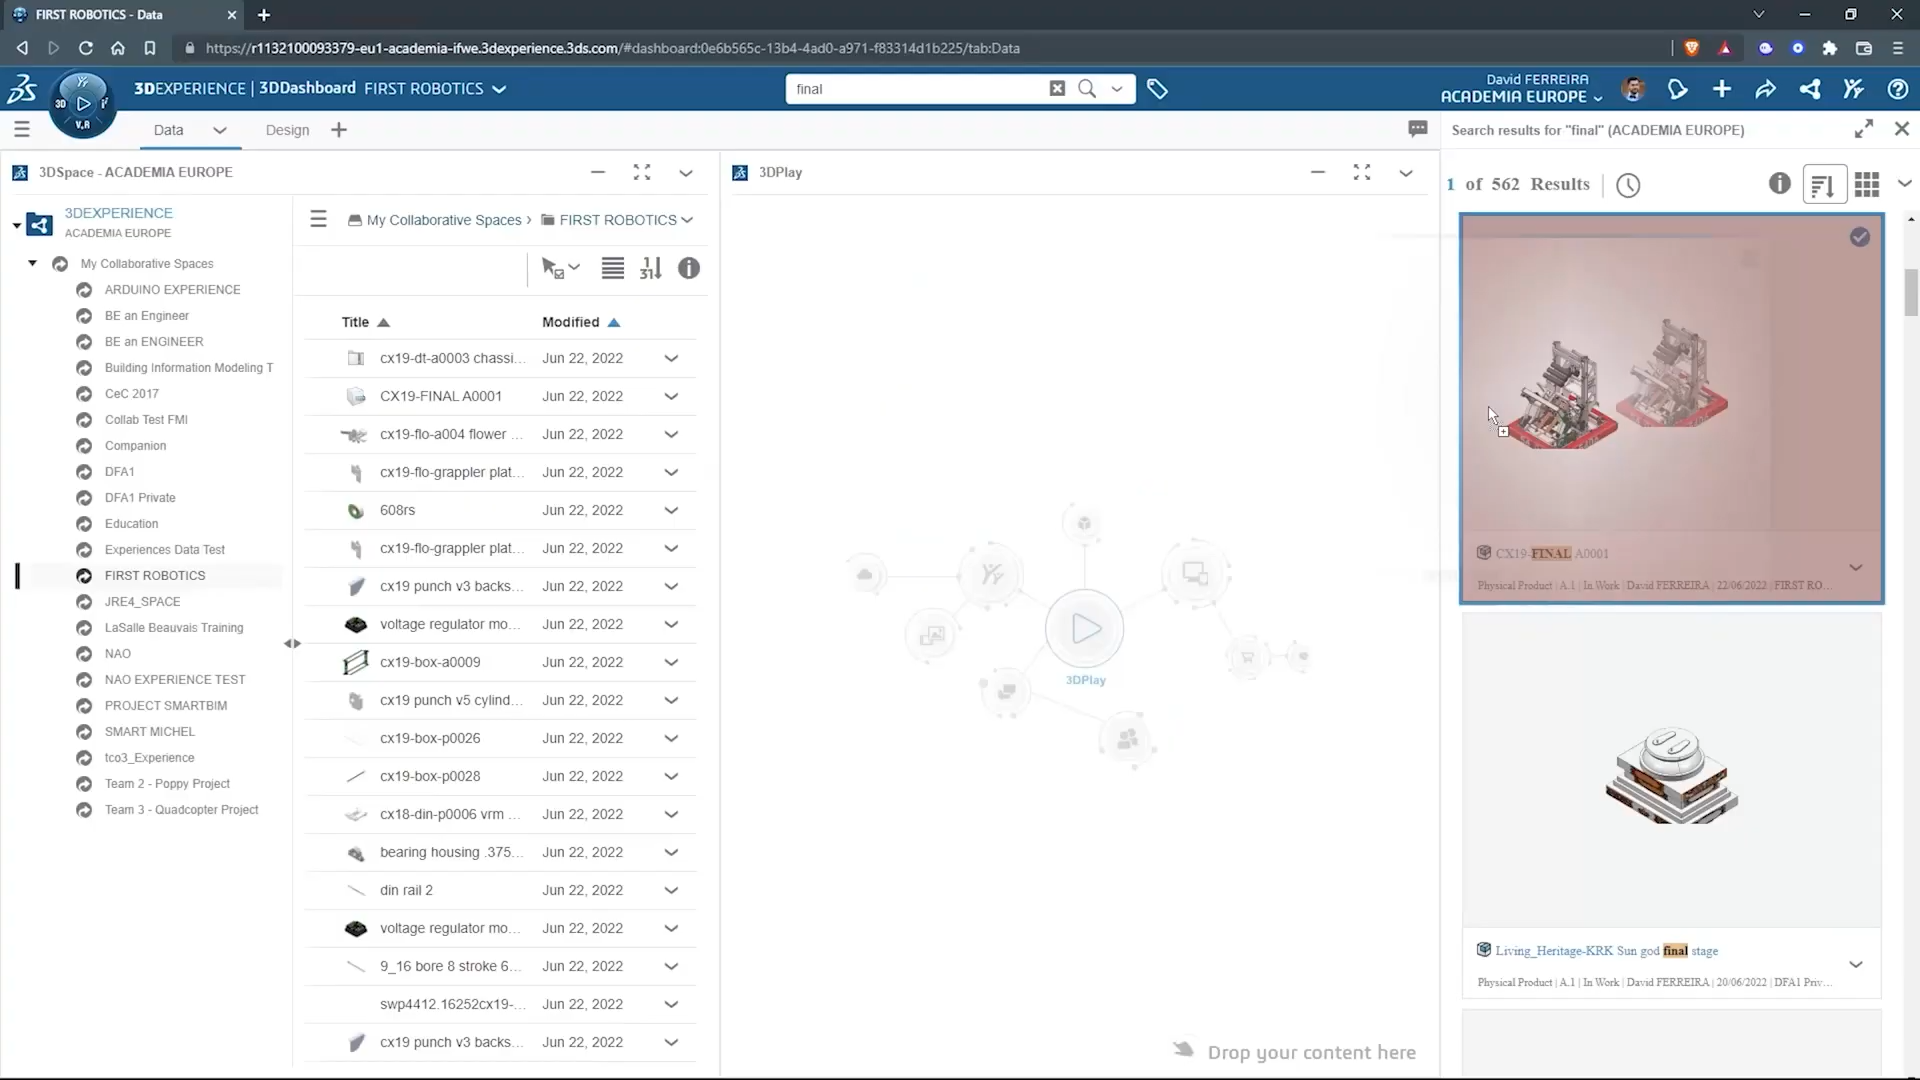 FIRST ROBOTICS - Data
https://r1132100093379-eu1-academia-ifwe.3dexperience.3ds.com/#dashboard:0e6b565c-13b4-4ad0-a971-f83314d1b225/tab:Data
3D
V.R
3DEXPERIENCE | 3DDashboard FIRST ROBOTICS
final
David FERREIRA
ACADEMIA EUROPE
Data
Design
Search results for "final" (ACADEMIA EUROPE)
3DSpace - ACADEMIA EUROPE
3DPlay
1 of 562 Results
3DEXPERIENCE
ACADEMIA EUROPE
My Collaborative Spaces
ARDUINO EXPERIENCE
BE an Engineer
BE an ENGINEER
Building Information Modeling T
CeC 2017
Collab Test FMI
Companion
DFA1
DFA1 Private
Education
Experiences Data Test
FIRST ROBOTICS
JRE4_SPACE
LaSalle Beauvais Training
NAO
NAO EXPERIENCE TEST
PROJECT SMARTBIM
SMART MICHEL
tco3_Experience
Team 2 - Poppy Project
Team 3 - Quadcopter Project
My Collaborative Spaces › FIRST ROBOTICS
Title Modified
cx19-dt-a0003 chassi... Jun 22, 2022
CX19-FINAL A0001 Jun 22, 2022
cx19-flo-a004 flower ... Jun 22, 2022
cx19-flo-grappler plat... Jun 22, 2022
608rs Jun 22, 2022
cx19-flo-grappler plat... Jun 22, 2022
cx19 punch v3 backs... Jun 22, 2022
voltage regulator mo... Jun 22, 2022
cx19-box-a0009 Jun 22, 2022
cx19 punch v5 cylind... Jun 22, 2022
cx19-box-p0026 Jun 22, 2022
cx19-box-p0028 Jun 22, 2022
cx18-din-p0006 vrm ... Jun 22, 2022
bearing housing .375... Jun 22, 2022
din rail 2 Jun 22, 2022
voltage regulator mo... Jun 22, 2022
9_16 bore 8 stroke 6... Jun 22, 2022
swp4412.16252cx19-... Jun 22, 2022
cx19 punch v3 backs... Jun 22, 2022
3DPlay
Drop your content here
CX19-FINAL A0001
Physical Product | A.1 | In Work | David FERREIRA | 22/06/2022 | FIRST RO...
Living_Heritage-KRK Sun god final stage
Physical Product | A.1 | In Work | David FERREIRA | 20/06/2022 | DFA1 Priv...